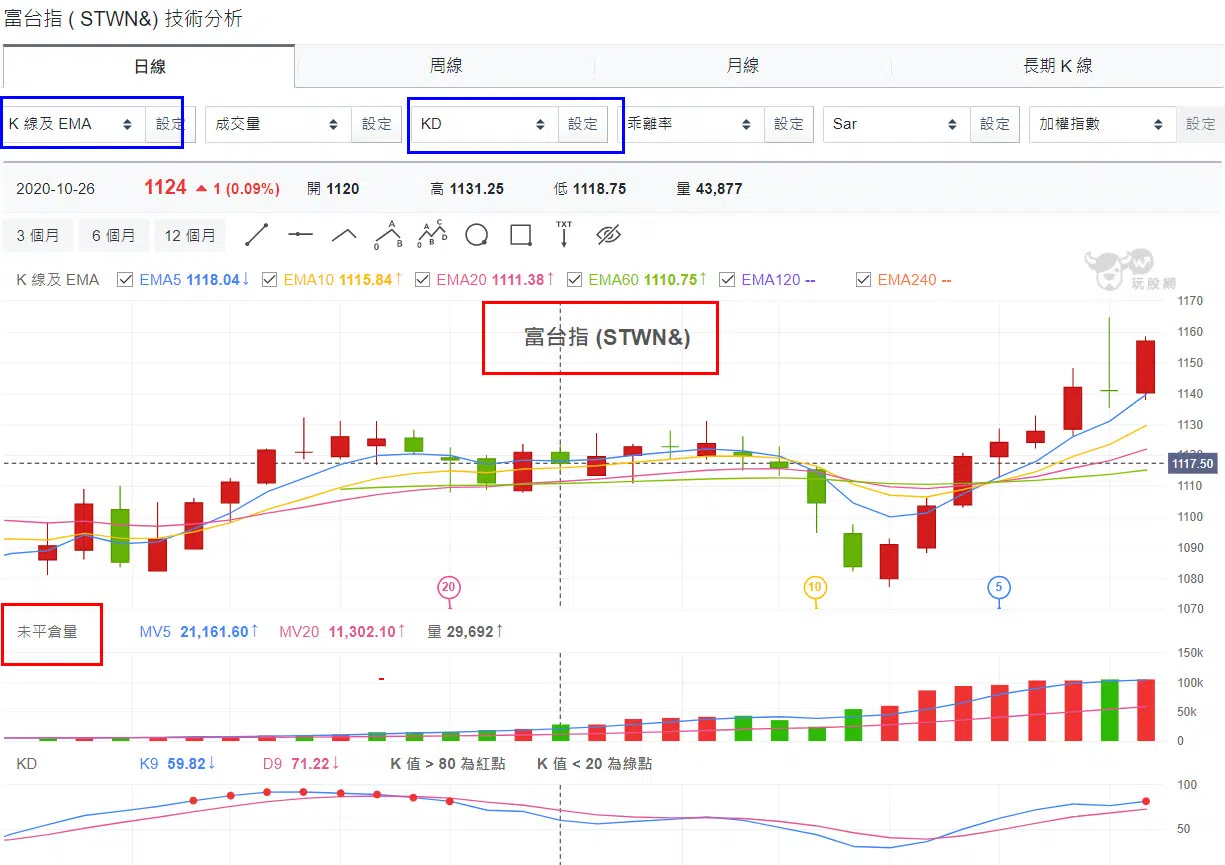 富台指 ( STWN&) 技術分析
日線 周線 月線 長期 K 線
K 線及 EMA 設定 成交量 設定 KD 設定 乖離率 設定 Sar 設定 加權指數 設定
2020-10-26 1124 ▲ 1 (0.09%) 開 1120 高 1131.25 低 1118.75 量 43,877
3 個月 6 個月 12 個月 0 A B 0 A B C D TXT
K 線及 EMA EMA5 1118.04↓ EMA10 1115.84↑ EMA20 1111.38↑ EMA60 1110.75↑ EMA120 -- EMA240 --
玩股網
富台指 (STWN&)
1170
1160
1150
1140
1130
1120
1117.50
1110
1100
1090
1080
1070
20 10 5
未平倉量 MV5 21,161.60↑ MV20 11,302.10↑ 量 29,692↑
150k
100k
50k
0
KD K9 59.82↓ D9 71.22↓ K 值 > 80 為紅點 K 值 < 20 為綠點
100
50